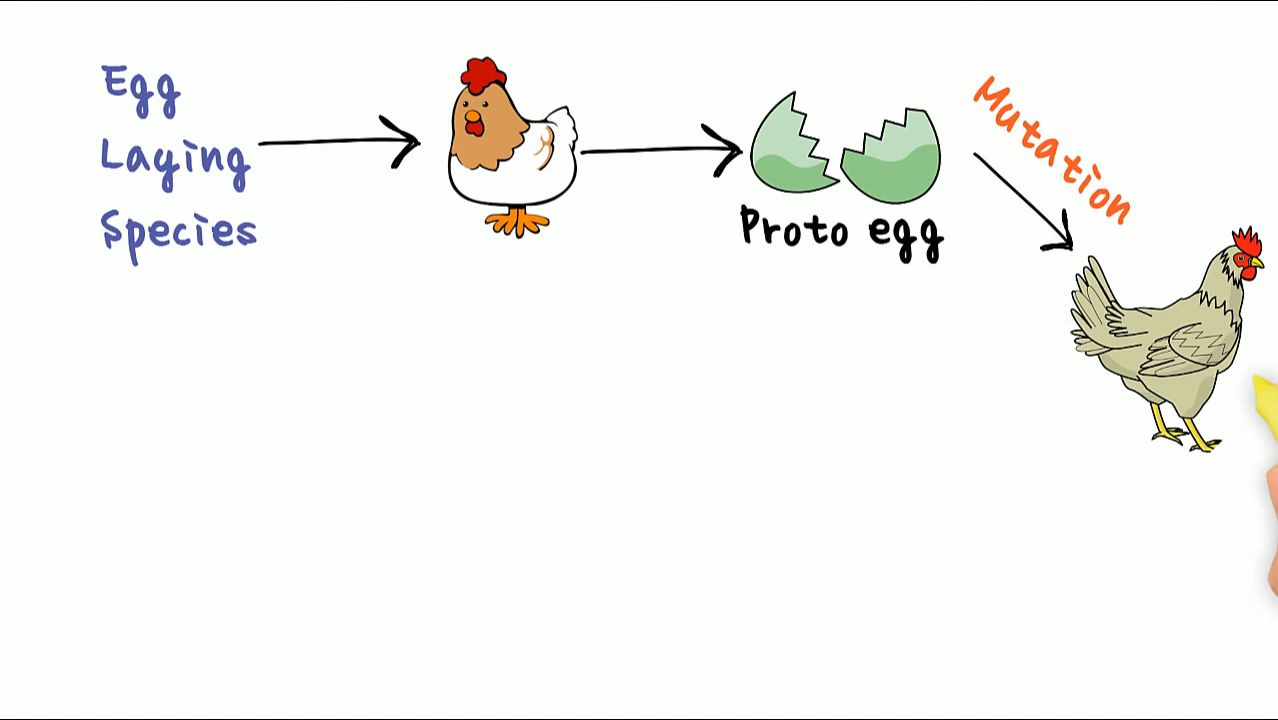 Egg
Laying
Species
Proto egg
Mutation